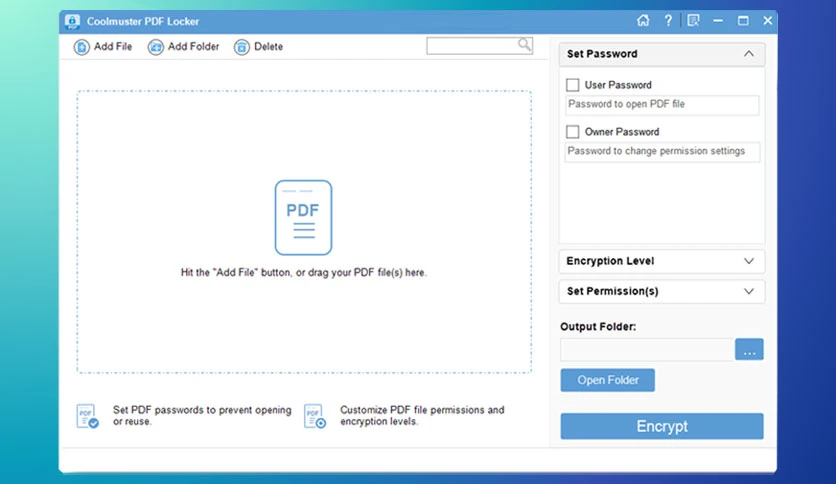 Coolmuster PDF Locker
Add File
Add Folder
Delete
PDF
Hit the "Add File" button, or drag your PDF file(s) here.
PDF
Set PDF passwords to prevent opening
or reuse.
PDF
Customize PDF file permissions and
encryption levels.
Set Password
User Password
Password to open PDF file
Owner Password
Password to change permission settings
Encryption Level
Set Permission(s)
Output Folder:
...
Open Folder
Encrypt